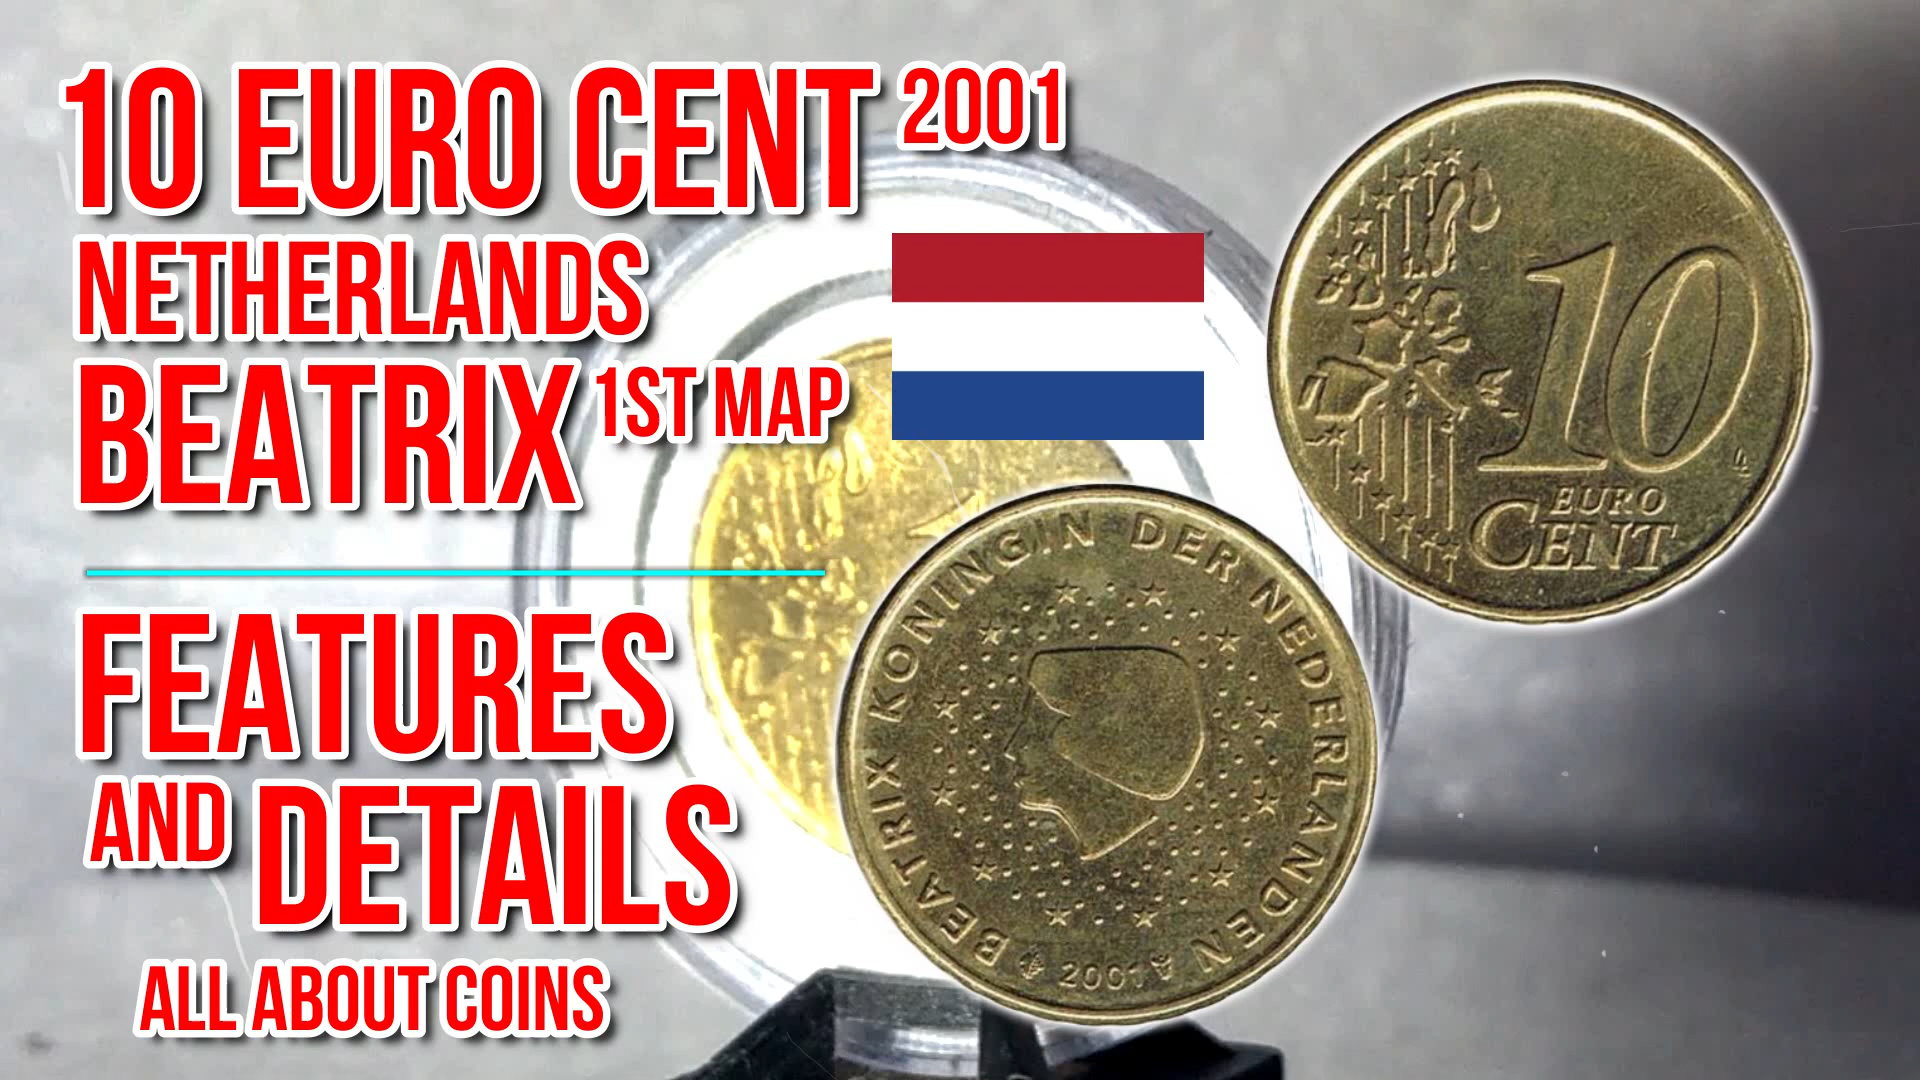 10 EURO CENT 2001
NETHERLANDS
BEATRIX 1ST MAP
FEATURES
AND DETAILS
ALL ABOUT COINS
10
EURO
CENT
BEATRIX KONINGIN DER NEDERLANDEN
2001